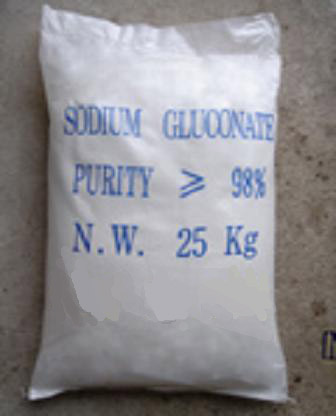 SODIUM GLUCONATE
PURITY ≥ 98%
N.W. 25 Kg